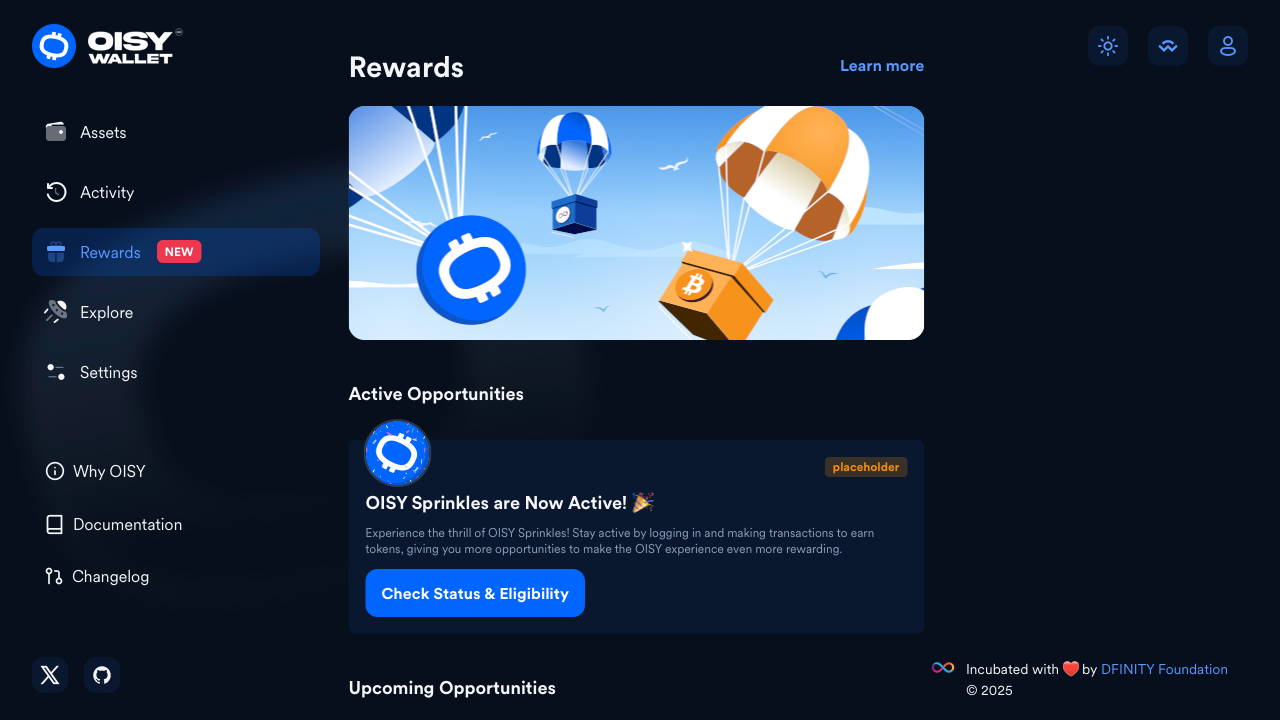 OISY
WALLET
Rewards
Learn more
Assets
Activity
Rewards NEW
Explore
Settings
Why OISY
Documentation
Changelog
Active Opportunities
placeholder
OISY Sprinkles are Now Active! 🎉
Experience the thrill of OISY Sprinkles! Stay active by logging in and making transactions to earn
tokens, giving you more opportunities to make the OISY experience even more rewarding.
Check Status & Eligibility
Upcoming Opportunities
Incubated with ❤️ by DFINITY Foundation
© 2025